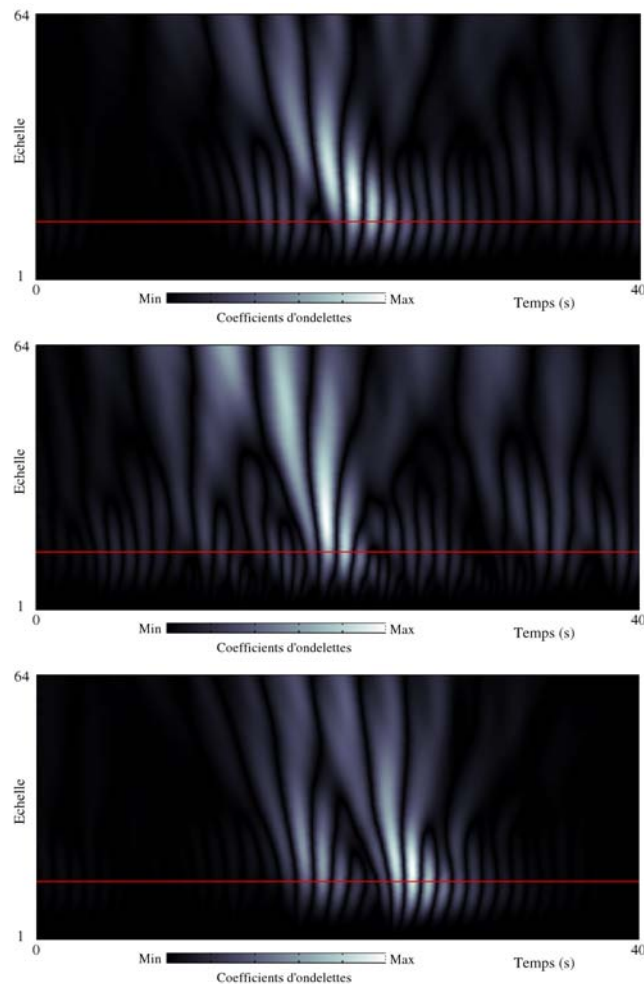 64
Echelle
1
0
40
Temps (s)
Min
Max
Coefficients d'ondelettes
64
Echelle
1
0
40
Temps (s)
Min
Max
Coefficients d'ondelettes
64
Echelle
1
0
40
Temps (s)
Min
Max
Coefficients d'ondelettes